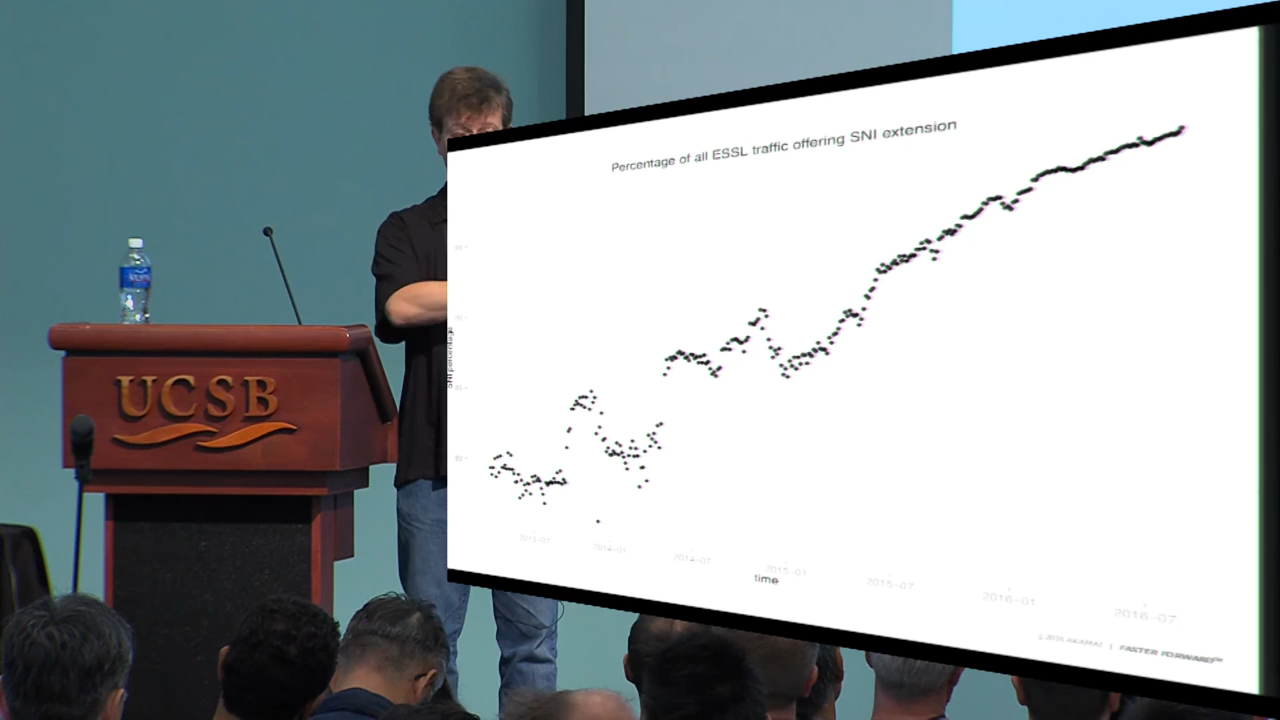 Percentage of all ESSL traffic offering SNI extension
SNI percentage
2013-07
2014-01
2014-07
2015-01
2015-07
2016-01
2016-07
time
| FASTER FORWARD™
UCSB